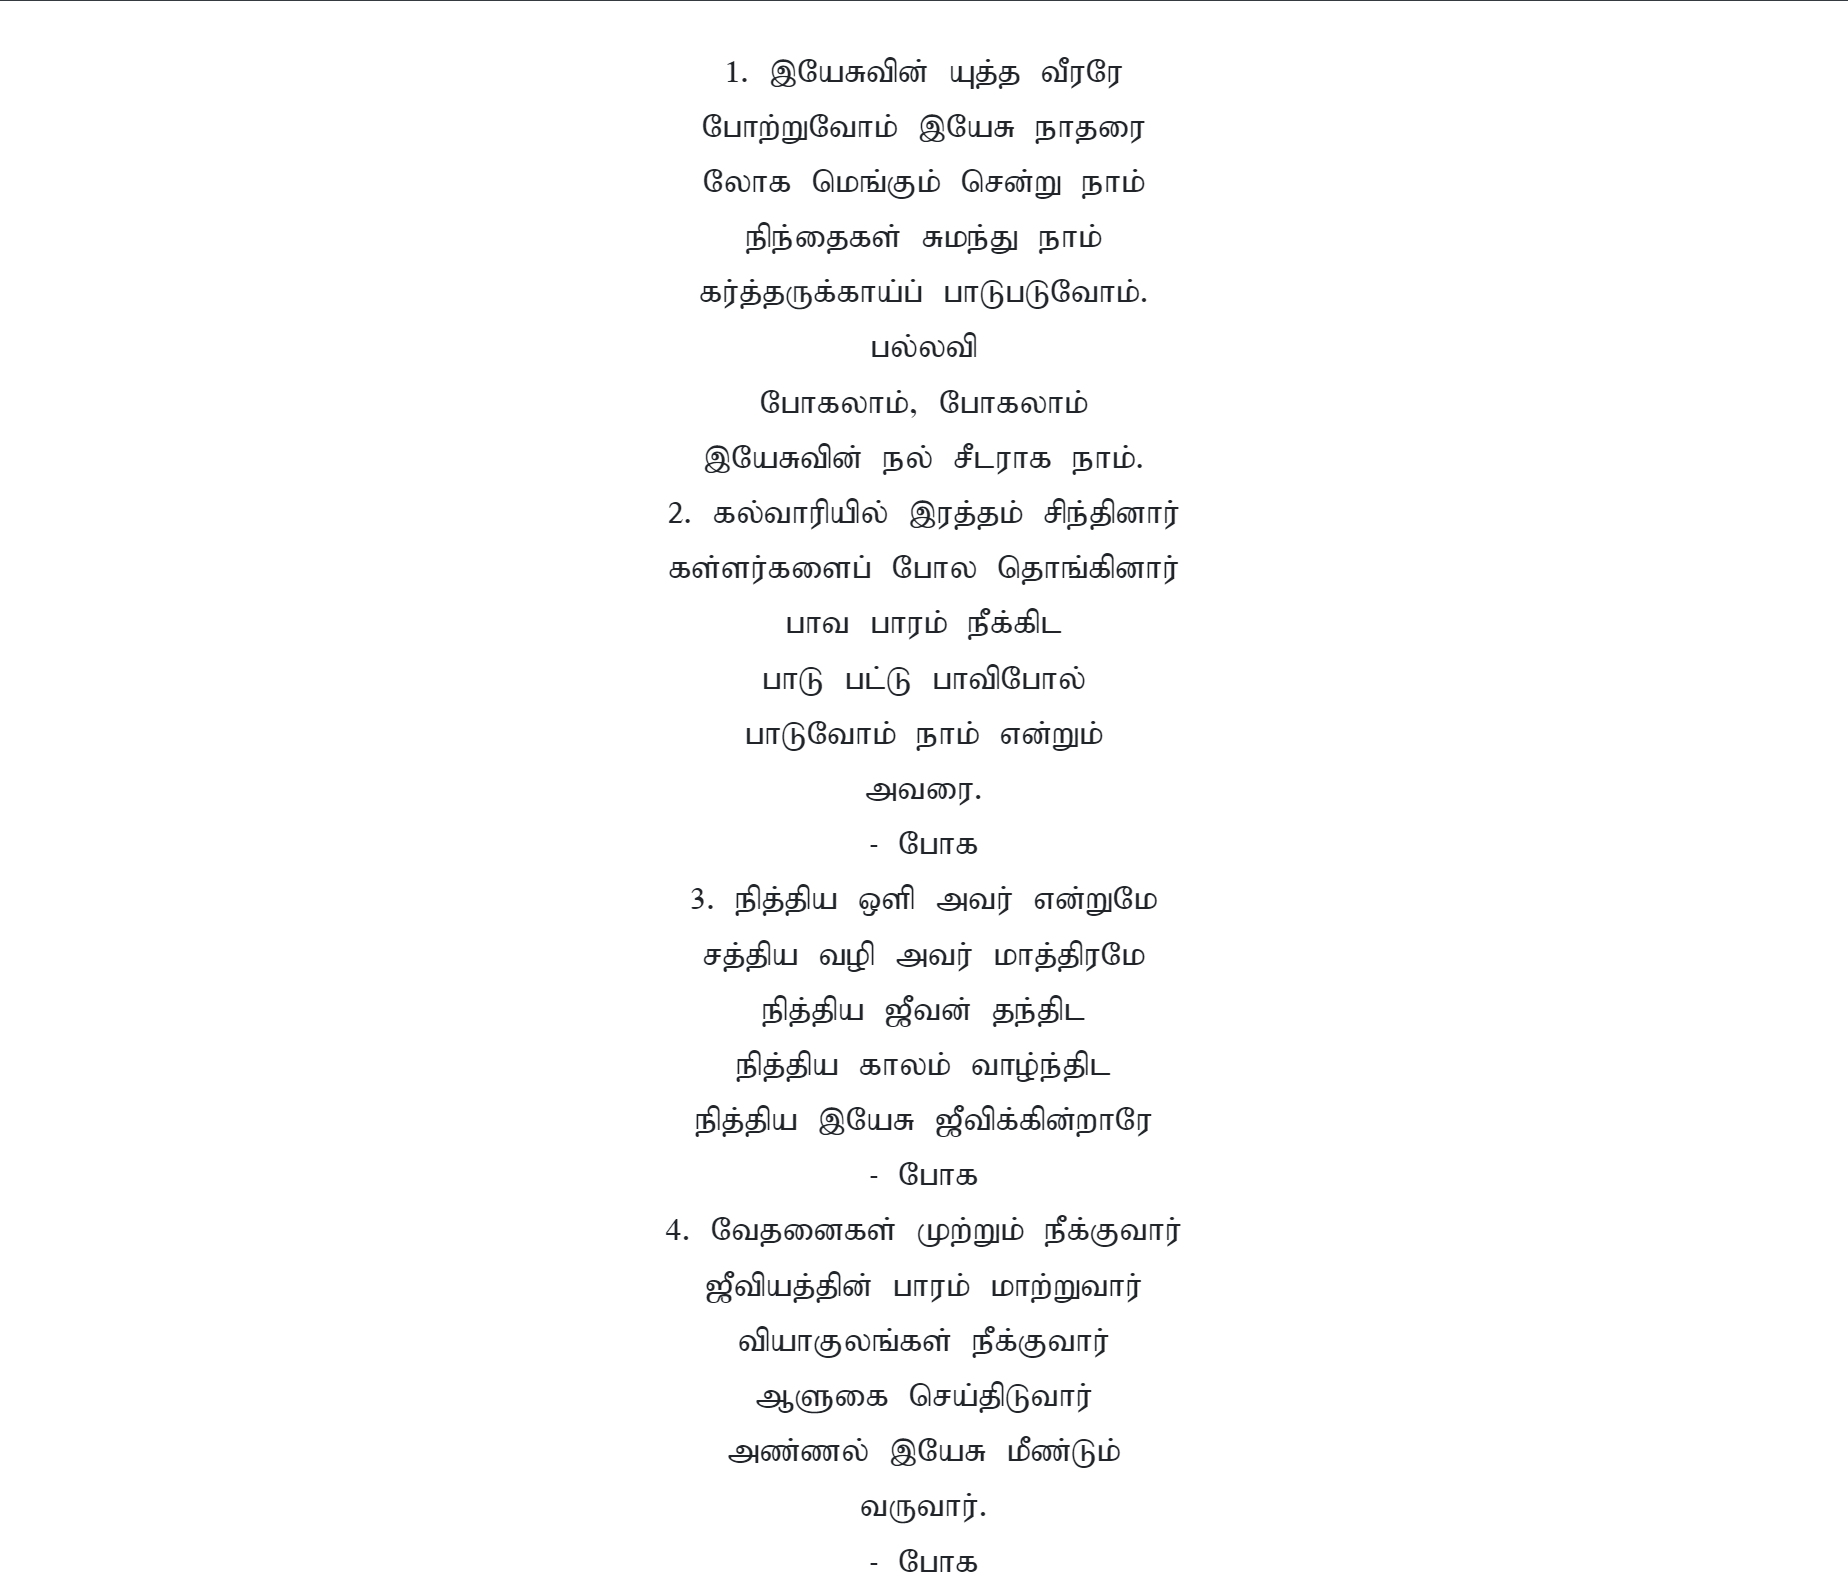 1. இயேசுவின் யுத்த வீரரே
போற்றுவோம் இயேசு நாதரை
லோக மெங்கும் சென்று நாம்
நிந்தைகள் சுமந்து நாம்
கர்த்தருக்காய்ப் பாடுபடுவோம்.
பல்லவி
போகலாம், போகலாம்
இயேசுவின் நல் சீடராக நாம்.
2. கல்வாரியில் இரத்தம் சிந்தினார்
கள்ளர்களைப் போல தொங்கினார்
பாவ பாரம் நீக்கிட
பாடு பட்டு பாவிபோல்
பாடுவோம் நாம் என்றும்
அவரை.
- போக
3. நித்திய ஒளி அவர் என்றுமே
சத்திய வழி அவர் மாத்திரமே
நித்திய ஜீவன் தந்திட
நித்திய காலம் வாழ்ந்திட
நித்திய இயேசு ஜீவிக்கின்றாரே
- போக
4. வேதனைகள் முற்றும் நீக்குவார்
ஜீவியத்தின் பாரம் மாற்றுவார்
வியாகுலங்கள் நீக்குவார்
ஆளுகை செய்திடுவார்
அண்ணல் இயேசு மீண்டும்
வருவார்.
- போக